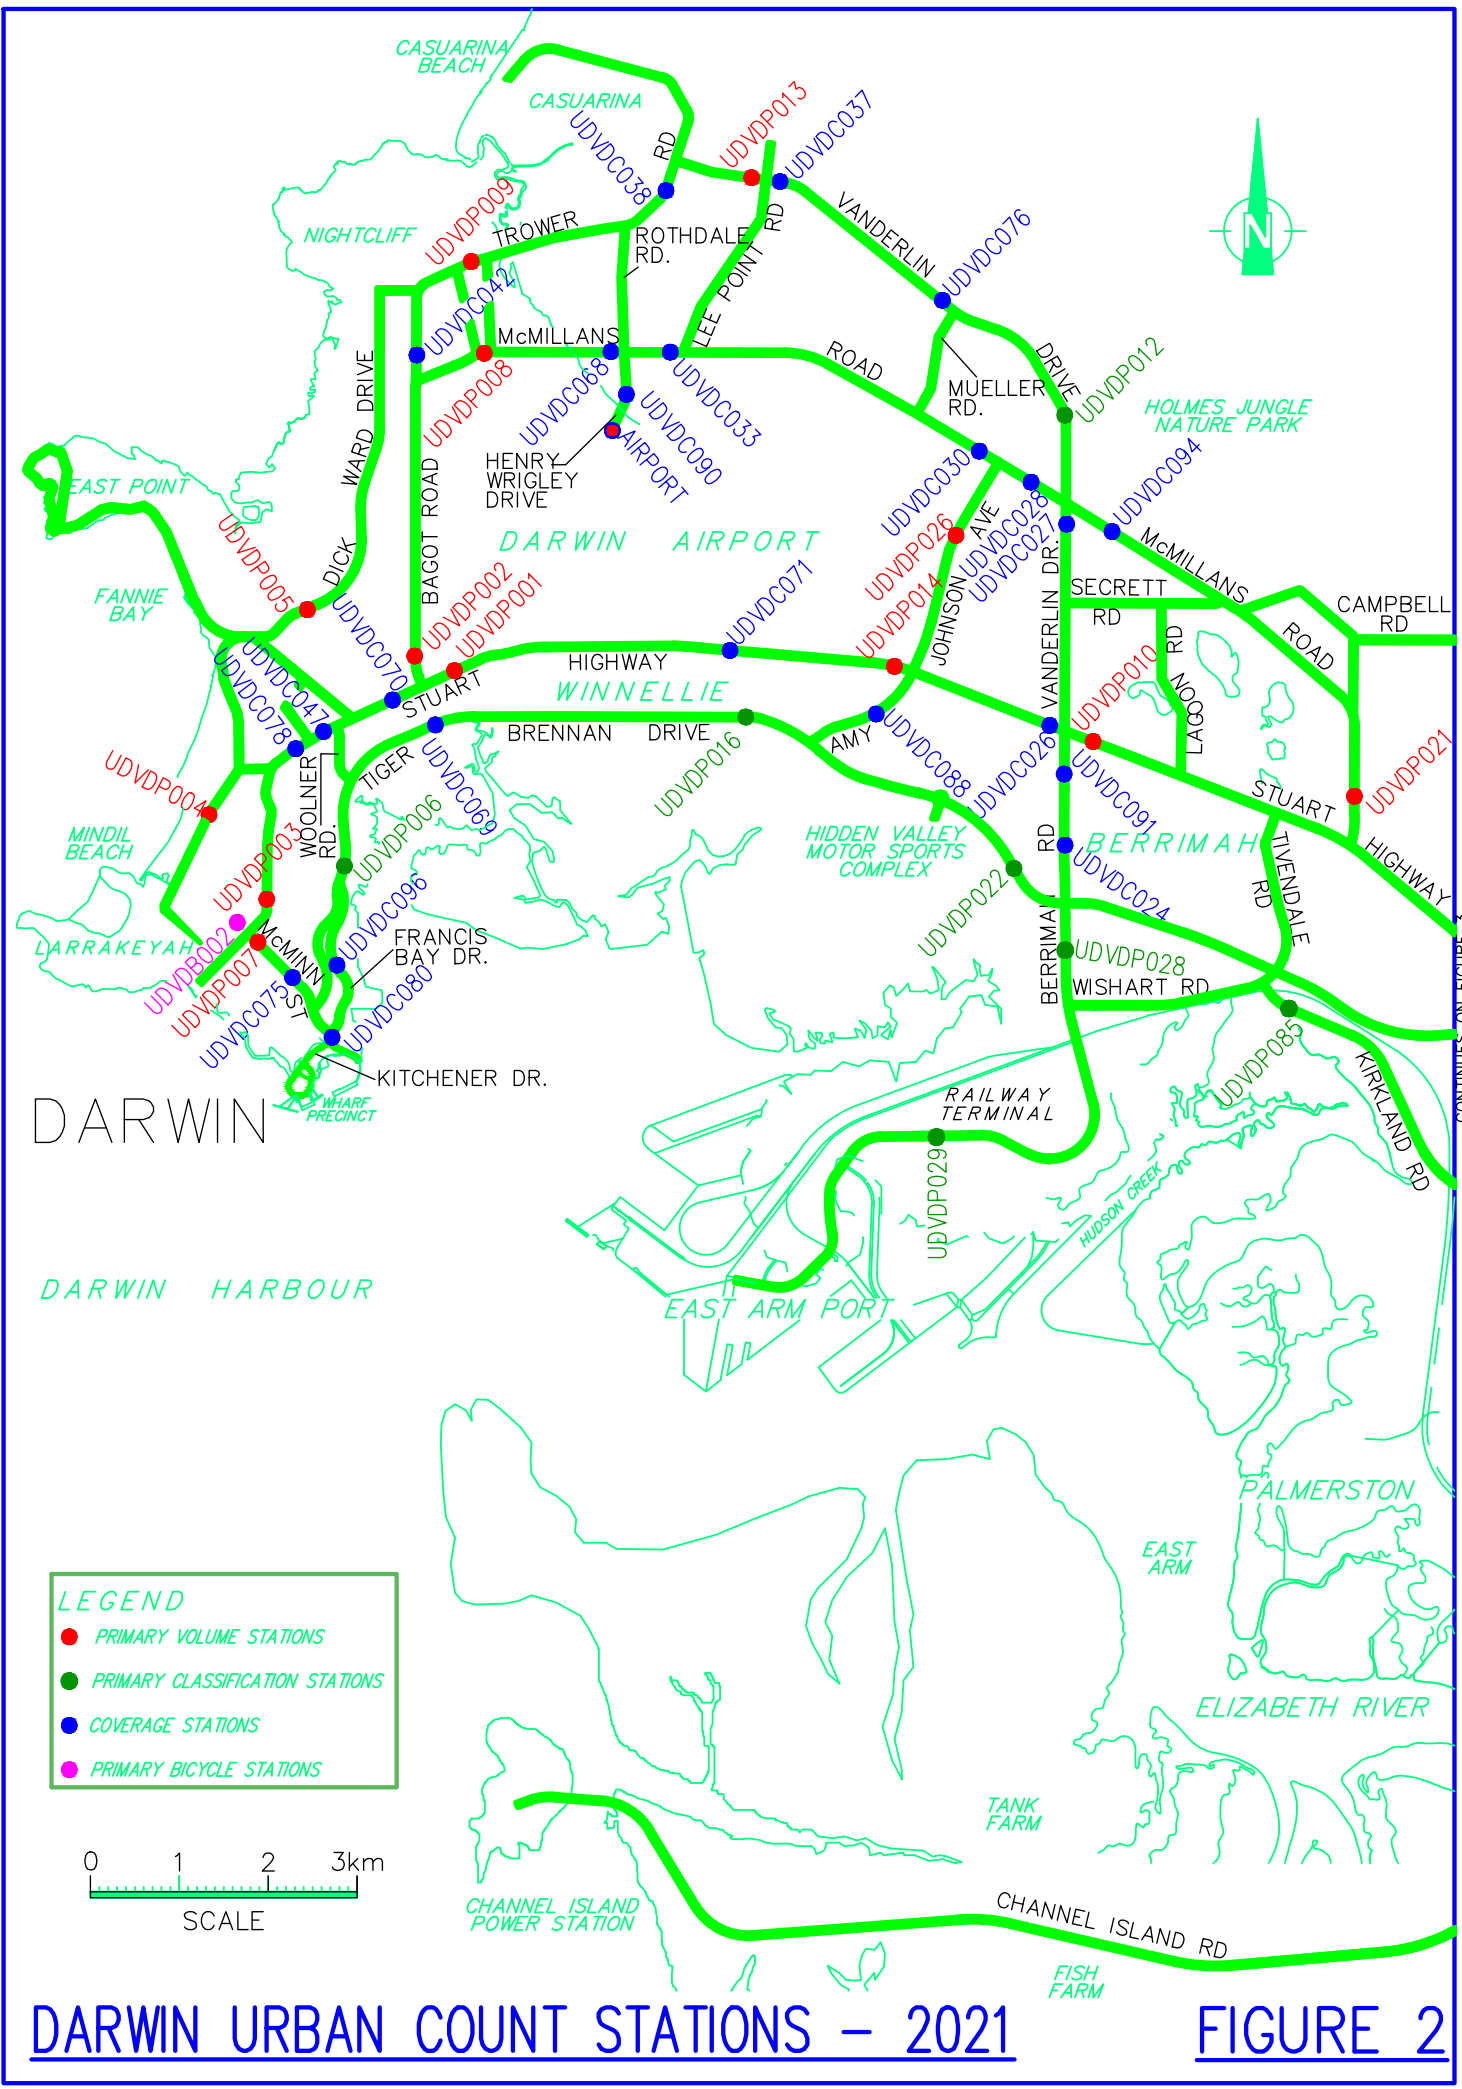 CASUARINA
BEACH
CASUARINA
UDVDP013
UDVDC037
UDVDC038
RD
UDVDP009
NIGHTCLIFF
TROWER
ROTHDALE
RD.
LEE POINT RD
VANDERLIN
UDVDC076
N
UDVDC042
McMILLANS
ROAD
DRIVE
UDVDP012
MUELLER
RD.
HOLMES JUNGLE
NATURE PARK
WARD DRIVE
UDVDP008
UDVDC068
UDVDC033
UDVDC090
AIRPORT
HENRY
WRIGLEY
DRIVE
BAGOT ROAD
UDVDC030
UDVDC094
EAST POINT
UDVDP005
DICK
DARWIN AIRPORT
UDVDP026
AVE
UDVDC028
UDVDC027
McMILLANS
FANNIE
BAY
UDVDC070
UDVDP002
UDVDP001
UDVDC071
UDVDP014
JOHNSON
VANDERLIN DR.
SECRETT
RD
RD
LAGOON
ROAD
CAMPBELL
RD
UDVDC047
UDVDC078
STUART
HIGHWAY
WINNELLIE
UDVDP010
BRENNAN DRIVE
AMY
UDVDP016
UDVDC088
UDVDC026
UDVDC091
STUART
UDVDP021
UDVDP004
WOOLNER
RD.
TIGER
UDVDC069
UDVDP006
MINDIL
BEACH
UDVDP003
HIDDEN VALLEY
MOTOR SPORTS
COMPLEX
BERRIMAH
TIVENDALE
RD
HIGHWAY
UDVDC096
UDVDP022
BERRIMAH RD
UDVDC024
LARRAKEYAH
UDVDB002
UDVDP007
McMINN
ST
FRANCIS
BAY DR.
UDVDP028
WISHART RD
UDVDC075
UDVDC080
KITCHENER DR.
WHARF
PRECINCT
UDVDP085
KIRKLAND RD
CONTINUES ON FIGURE 3
DARWIN
RAILWAY
TERMINAL
UDVDP029
HUDSON CREEK
DARWIN HARBOUR
EAST ARM PORT
PALMERSTON
EAST
ARM
LEGEND
PRIMARY VOLUME STATIONS
PRIMARY CLASSIFICATION STATIONS
COVERAGE STATIONS
PRIMARY BICYCLE STATIONS
ELIZABETH RIVER
TANK
FARM
0 1 2 3km
SCALE
CHANNEL ISLAND
POWER STATION
CHANNEL ISLAND RD
FISH
FARM
DARWIN URBAN COUNT STATIONS – 2021
FIGURE 2